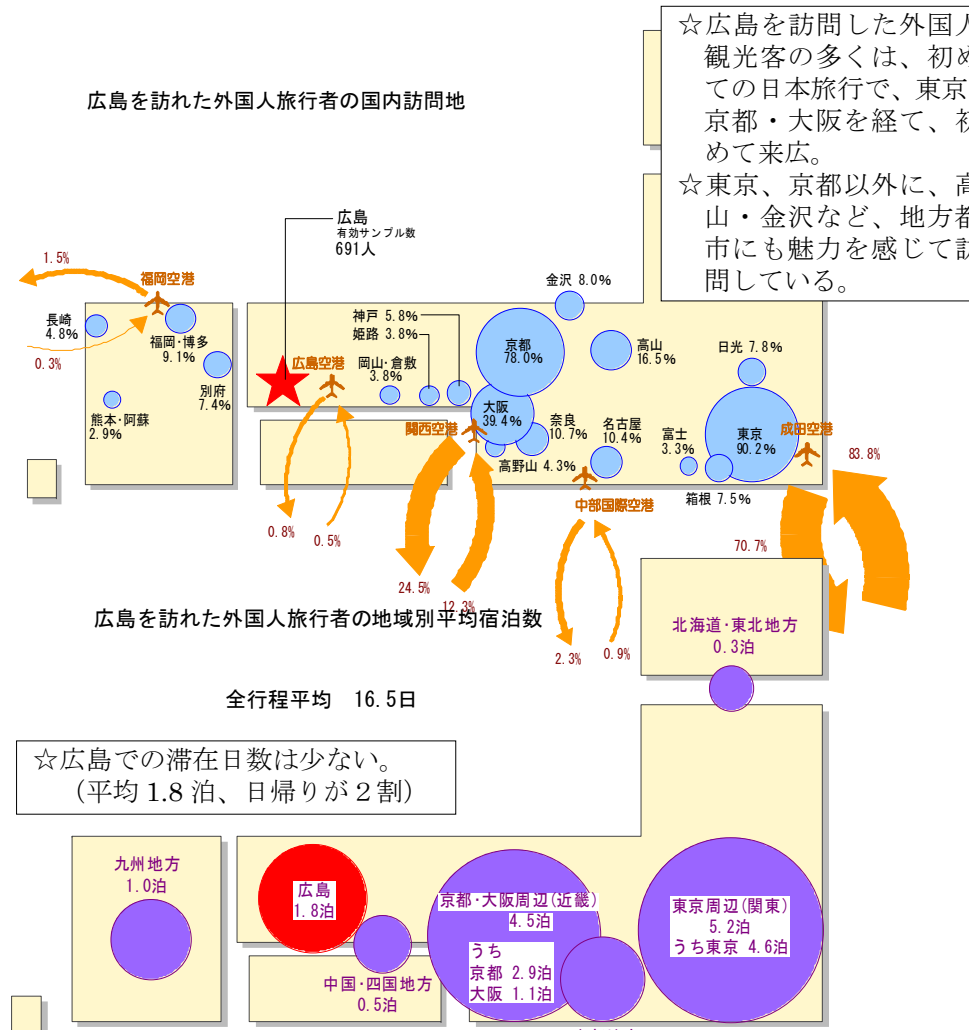 ☆広島を訪問した外国人
観光客の多くは、初め
ての日本旅行で、東京
京都・大阪を経て、初
めて来広。
☆東京、京都以外に、高
山・金沢など、地方都
市にも魅力を感じて訪
問している。
広島を訪れた外国人旅行者の国内訪問地
広島
有効サンプル数
691人
1.5%
福岡空港
長崎
4.8%
福岡・博多
9.1%
0.3%
別府
7.4%
熊本・阿蘇
2.9%
広島空港
神戸 5.8%
姫路 3.8%
岡山・倉敷
3.8%
金沢 8.0%
京都
78.0%
高山
16.5%
日光 7.8%
大阪
39.4%
関西空港
奈良
10.7%
高野山 4.3%
名古屋
10.4%
富士
3.3%
東京
90.2%
成田空港
83.8%
箱根 7.5%
中部国際空港
0.8%
0.5%
24.5%
12.3%
2.3%
0.9%
70.7%
広島を訪れた外国人旅行者の地域別平均宿泊数
北海道・東北地方
0.3泊
全行程平均 16.5日
☆広島での滞在日数は少ない。
（平均 1.8 泊、日帰りが２割）
九州地方
1.0泊
広島
1.8泊
中国・四国地方
0.5泊
京都・大阪周辺(近畿)
4.5泊
うち
京都 2.9泊
大阪 1.1泊
東京周辺(関東)
5.2泊
うち東京 4.6泊